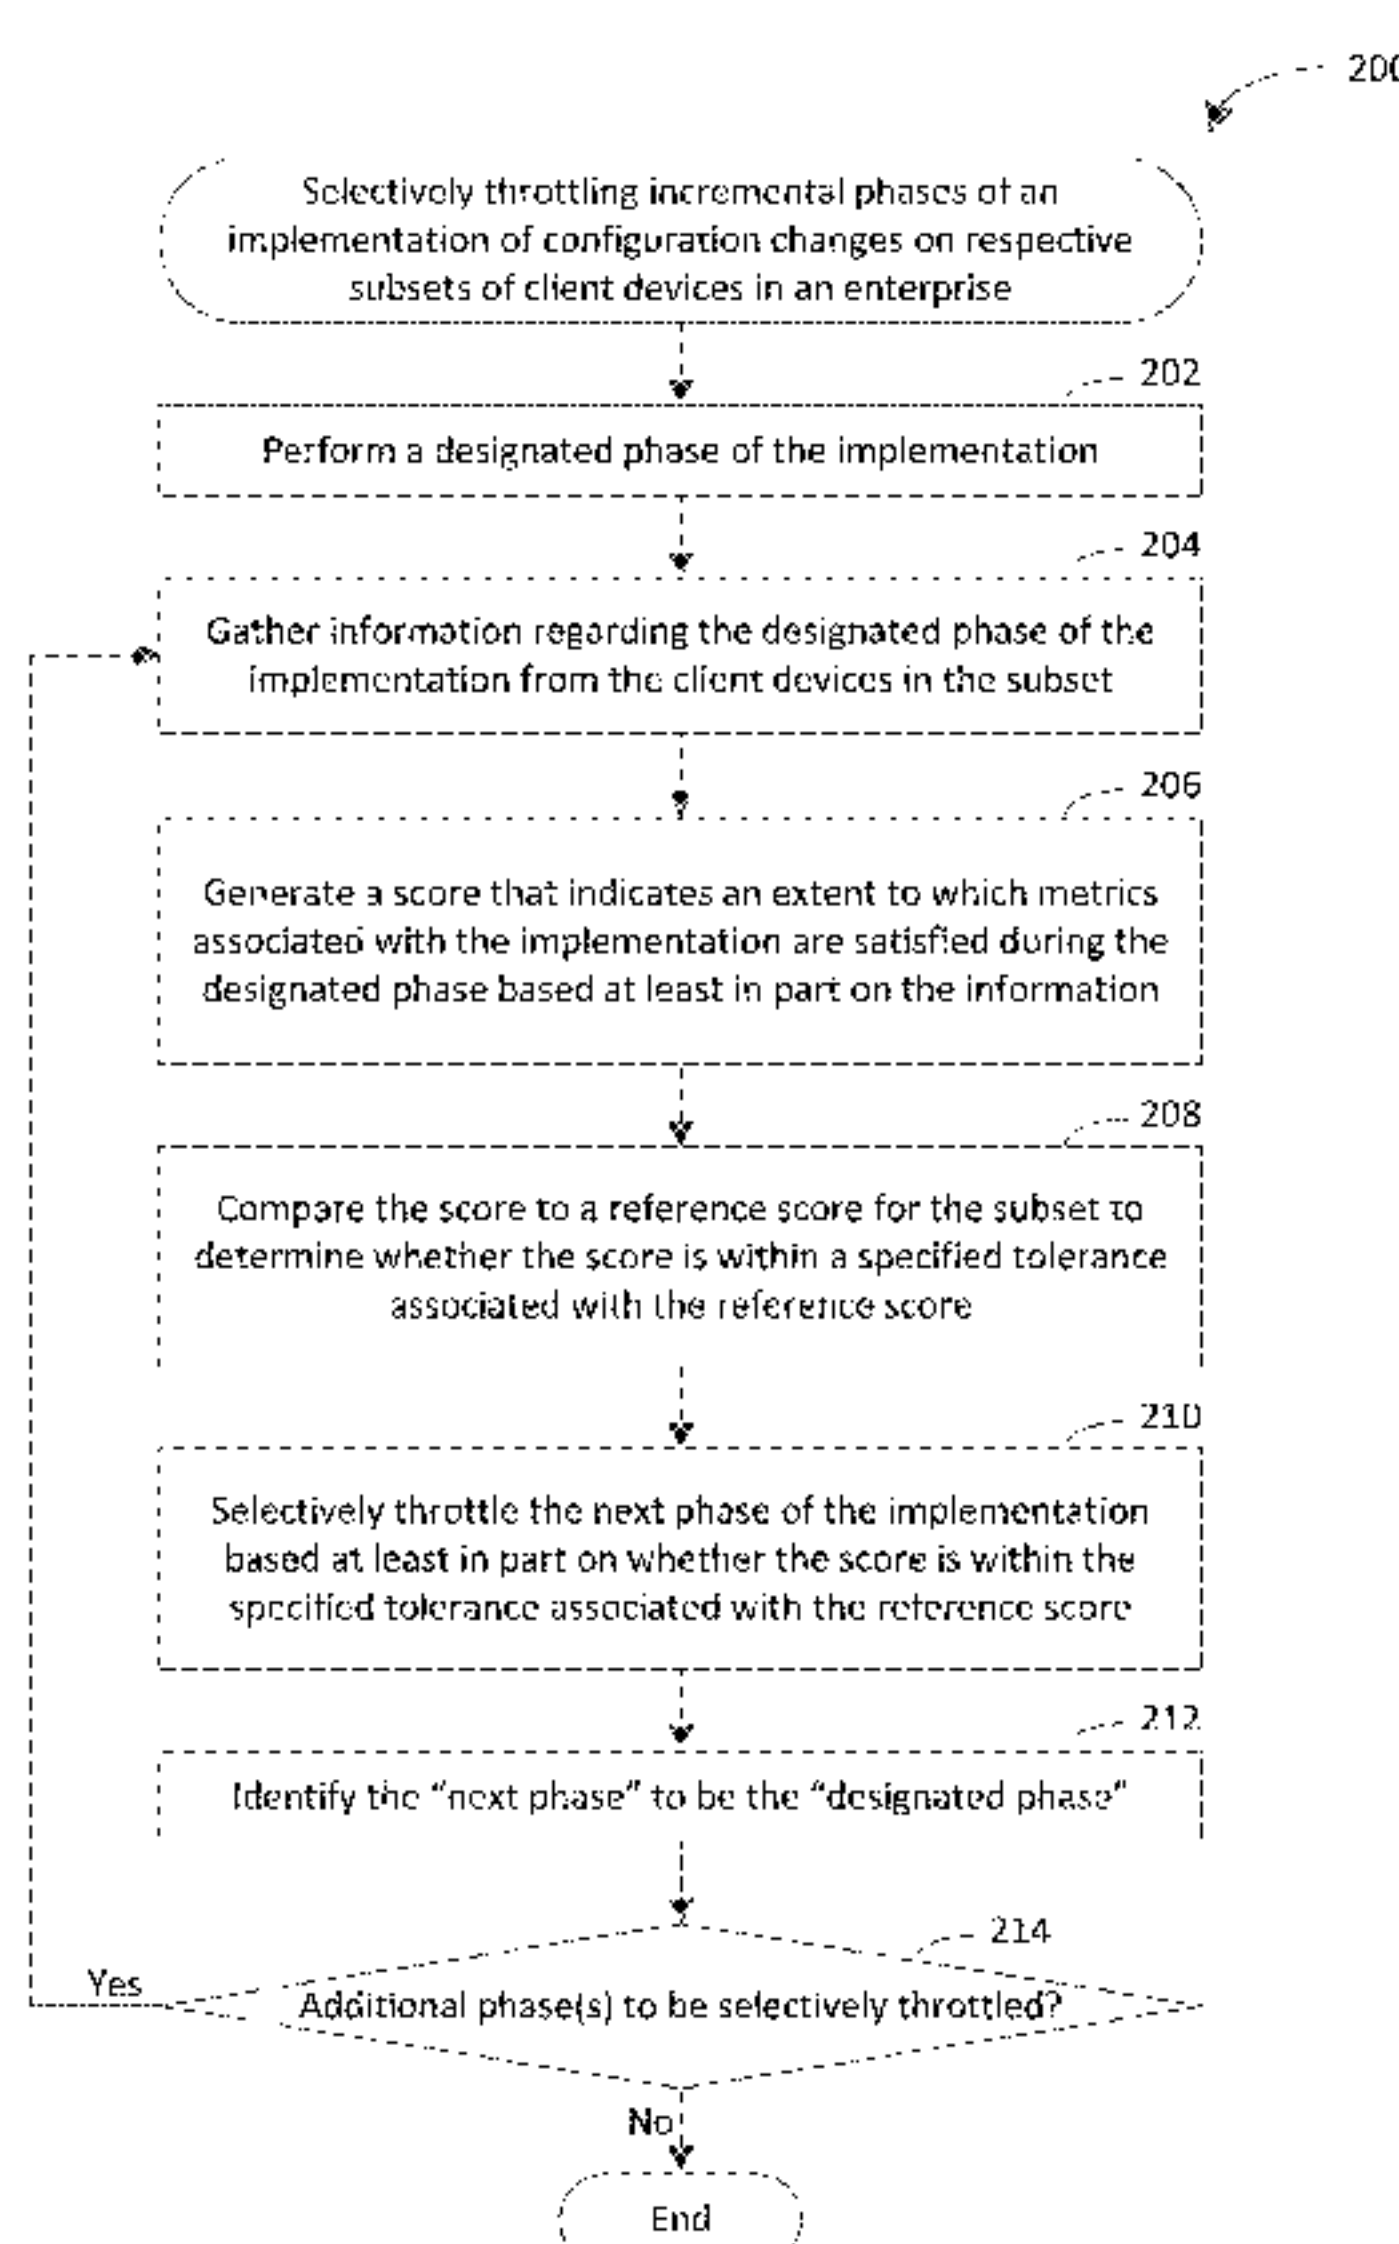 200
Selectively throttling incremental phases of an
implementation of configuration changes on respective
subsets of client devices in an enterprise
202
Perform a designated phase of the implementation
204
Gather information regarding the designated phase of the
implementation from the client devices in the subset
206
Generate a score that indicates an extent to which metrics
associated with the implementation are satisfied during the
designated phase based at least in part on the information
208
Compare the score to a reference score for the subset to
determine whether the score is within a specified tolerance
associated with the reference score
210
Selectively throttle the next phase of the implementation
based at least in part on whether the score is within the
specified tolerance associated with the reference score
212
Identify the “next phase” to be the “designated phase”
214
Yes
Additional phase(s) to be selectively throttled?
No
End